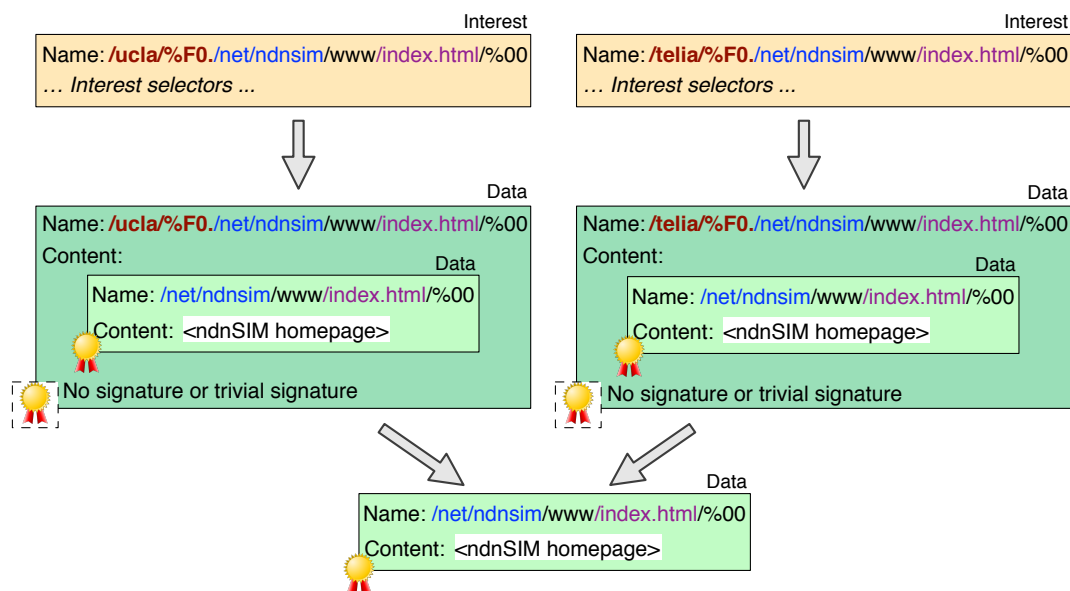 Interest
Name: /ucla/%F0./net/ndnsim/www/index.html/%00
… Interest selectors ...
Data
Name: /ucla/%F0./net/ndnsim/www/index.html/%00
Content:
Data
Name: /net/ndnsim/www/index.html/%00
Content: <ndnSIM homepage>
No signature or trivial signature
Interest
Name: /telia/%F0./net/ndnsim/www/index.html/%00
… Interest selectors ...
Data
Name: /telia/%F0./net/ndnsim/www/index.html/%00
Content:
Data
Name: /net/ndnsim/www/index.html/%00
Content: <ndnSIM homepage>
No signature or trivial signature
Data
Name: /net/ndnsim/www/index.html/%00
Content: <ndnSIM homepage>